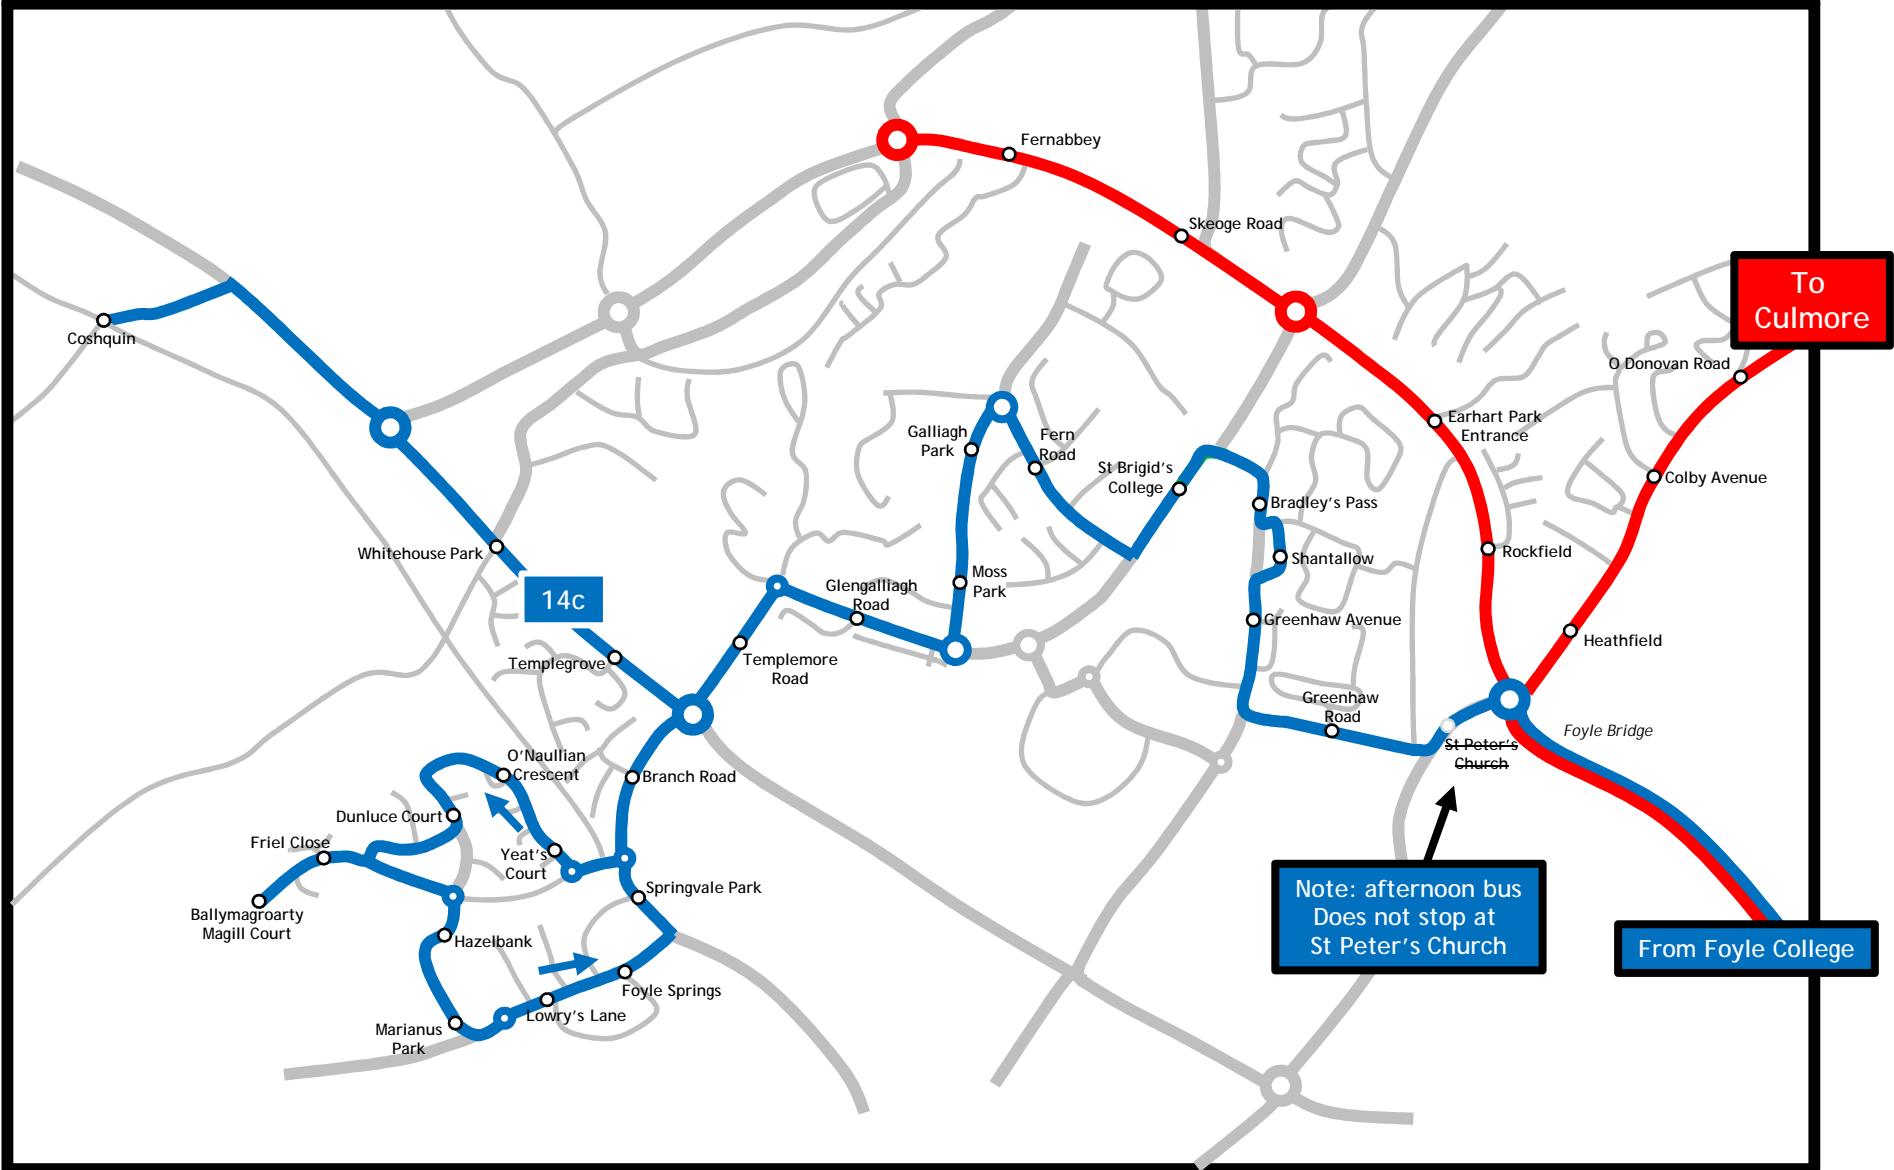 Fernabbey
Skeoge Road
To
Culmore
Coshquin
O Donovan Road
Earhart Park
Entrance
Galliagh
Park
Fern
Road
St Brigid's
College
Colby Avenue
Bradley's Pass
Whitehouse Park
Shantallow
Rockfield
14c
Glengalliagh
Road
Moss
Park
Greenhaw Avenue
Heathfield
Templegrove
Templemore
Road
Greenhaw
Road
Foyle Bridge
St Peter's
Church
O'Naullian
Crescent
Branch Road
Dunluce Court
Friel Close
Yeat's
Court
Springvale Park
Ballymagroarty
Magill Court
Hazelbank
Note: afternoon bus
Does not stop at
St Peter's Church
From Foyle College
Foyle Springs
Lowry's Lane
Marianus
Park